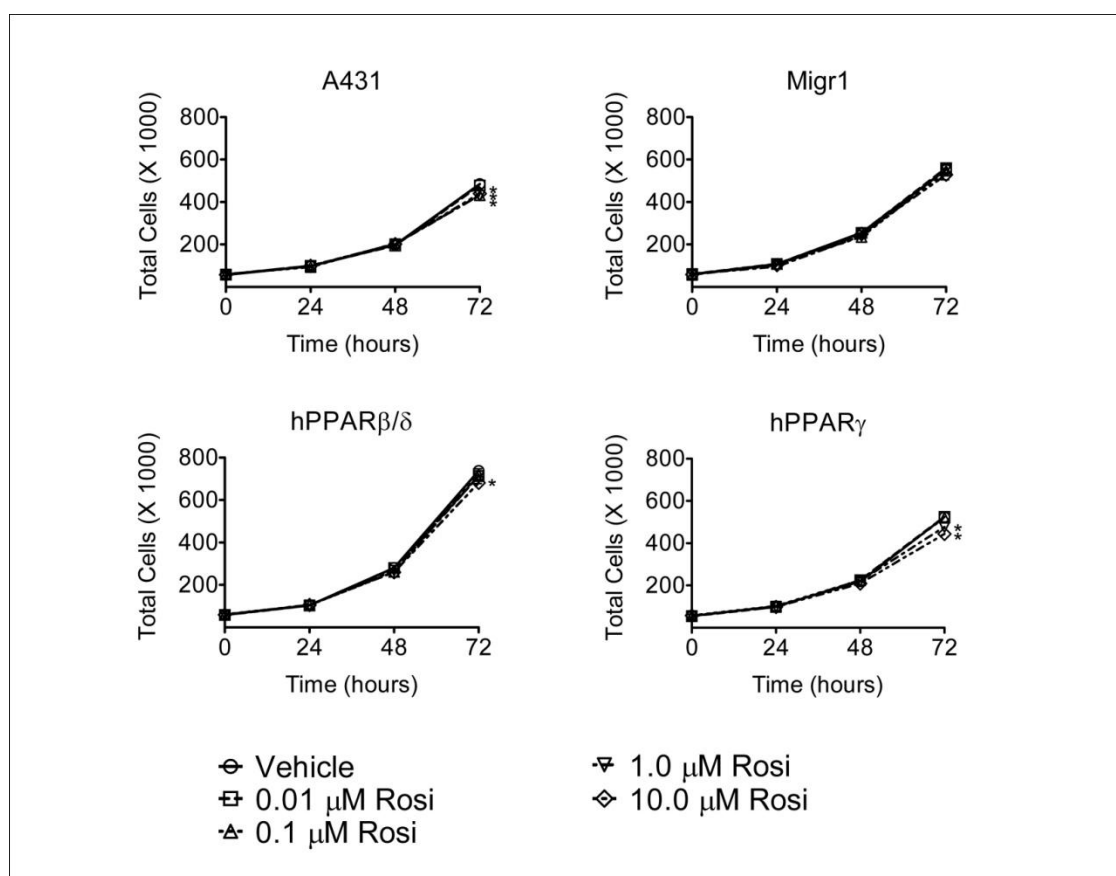 A431
Total Cells (X 1000)
800
600
400
200
*
*
*
0
24
48
72
Time (hours)
Migr1
Total Cells (X 1000)
800
600
400
200
0
24
48
72
Time (hours)
hPPARβ/δ
Total Cells (X 1000)
800
600
400
200
*
0
24
48
72
Time (hours)
hPPARγ
Total Cells (X 1000)
800
600
400
200
*
*
0
24
48
72
Time (hours)
Vehicle
0.01 μM Rosi
0.1 μM Rosi
1.0 μM Rosi
10.0 μM Rosi